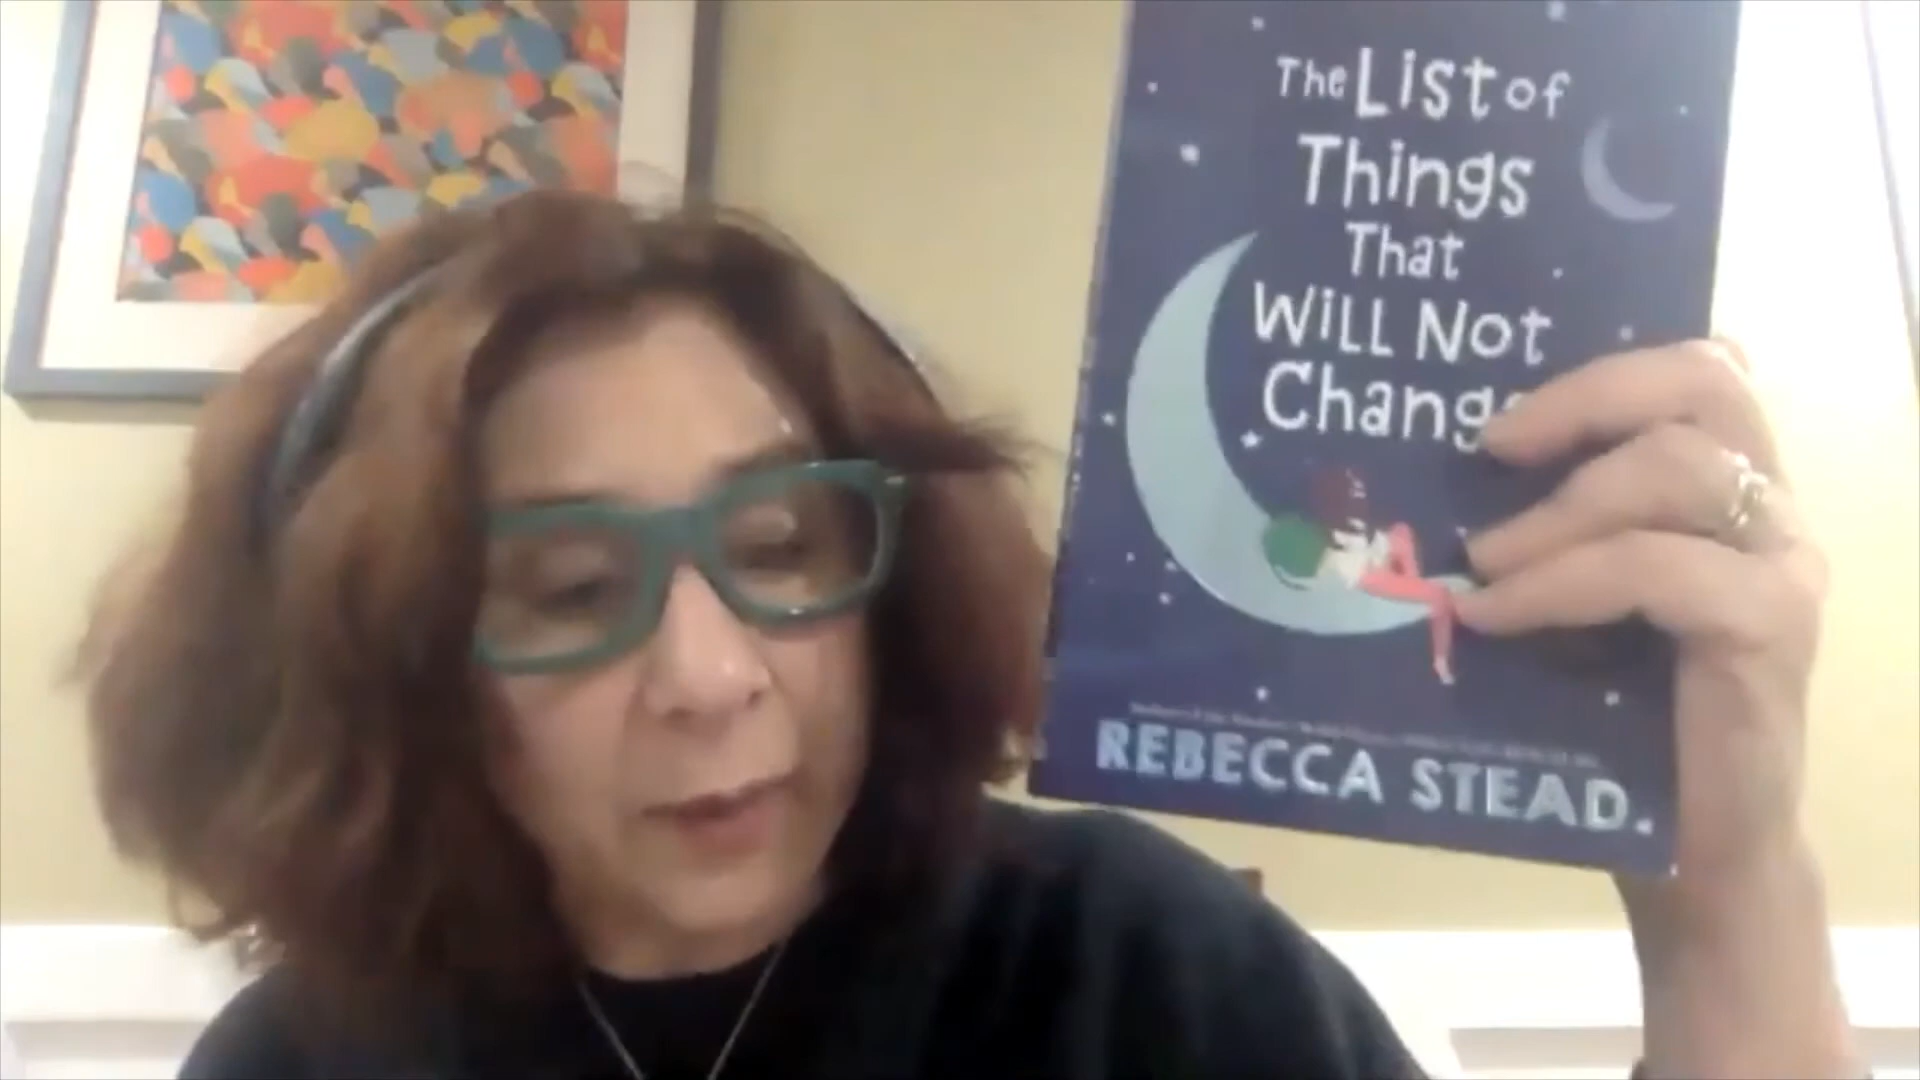 The List of
Things
That
Will Not
Chang
REBECCA STEAD